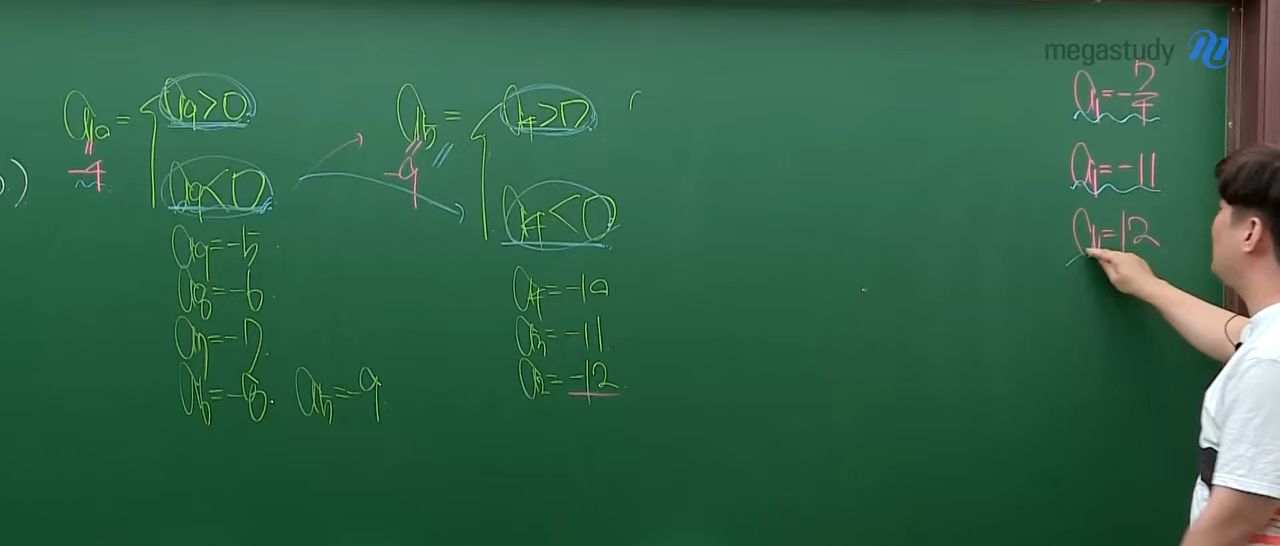 megastudy
a₁₀ =
-4
a₉>0
a₉<0
a₉=-5
a₈=-6
a₇=-7
a₆=-8. a₅=-9
a₅ =
-9
a₄>0
a₄<0
a₄=-10
a₃=-11
a₂=-12
a₁=-7/4
a₁=-11
a₁=12